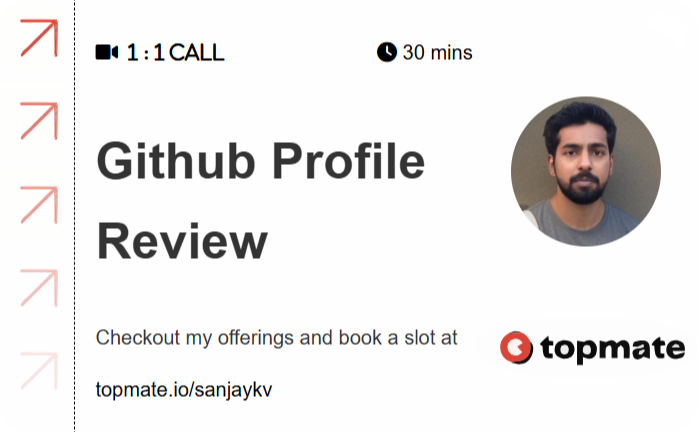 1:1 CALL
30 mins
Github Profile
Review
Checkout my offerings and book a slot at
topmate
topmate.io/sanjaykv